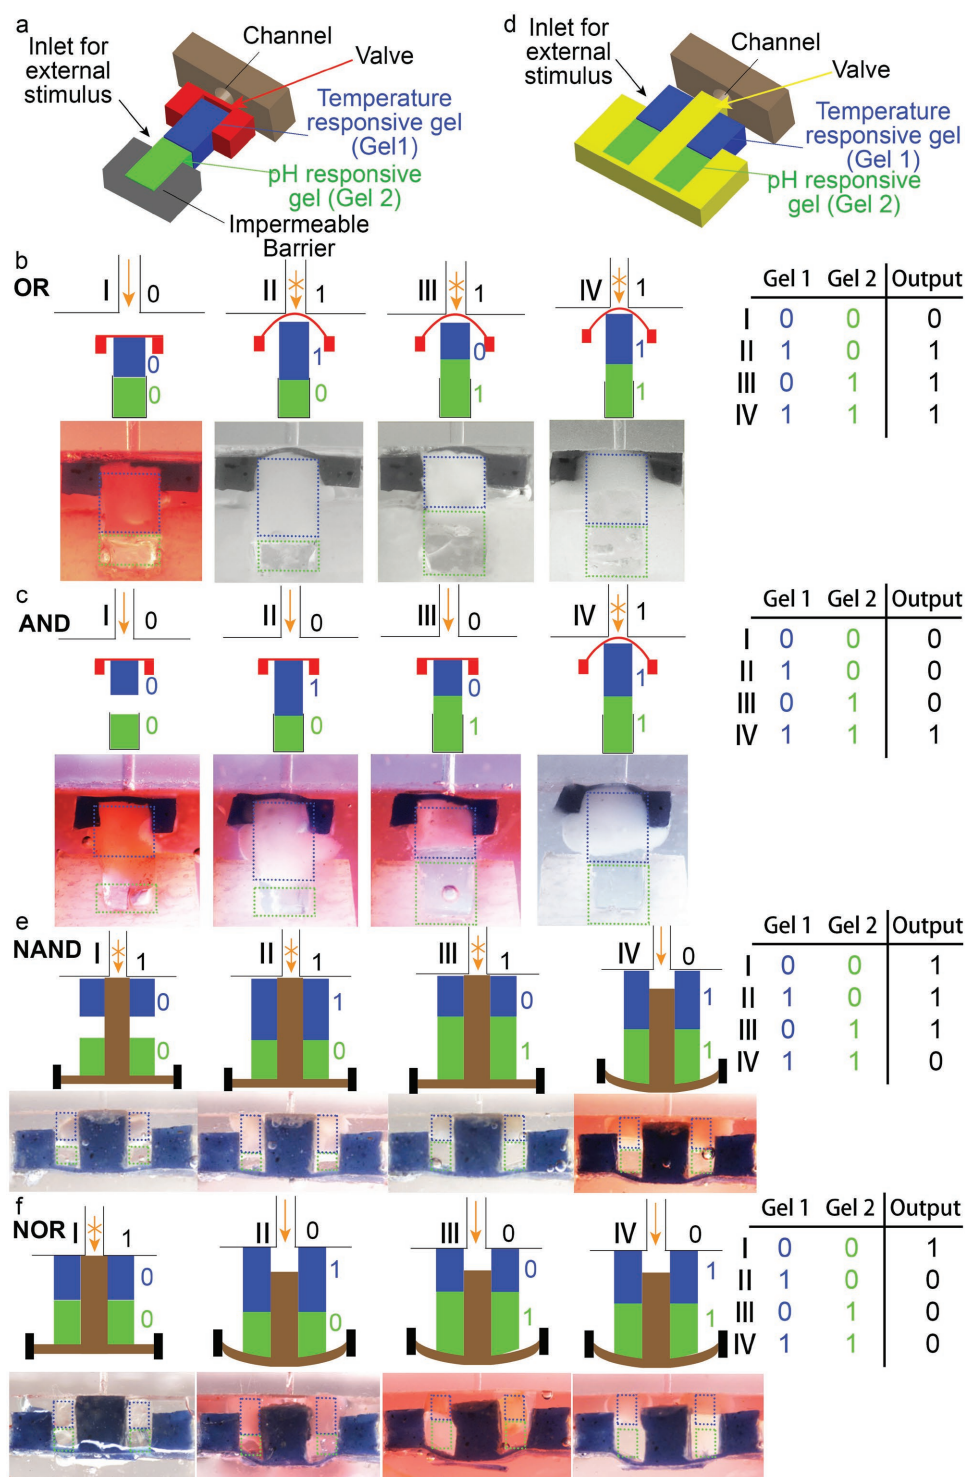 a
Inlet for
external
stimulus
Channel
Valve
Temperature
responsive gel
(Gel1)
pH responsive
gel (Gel 2)
Impermeable
Barrier
d
Inlet for
external
stimulus
Channel
Valve
Temperature
responsive gel
(Gel 1)
pH responsive
gel (Gel 2)
b
OR
I 0
II 1
III 1
IV 1
0 1 0 1
0 0 1 1
Gel 1 Gel 2 Output
I 0 0 0
II 1 0 1
III 0 1 1
IV 1 1 1
c
AND
I 0
II 0
III 0
IV 1
0 1 0 1
0 0 1 1
Gel 1 Gel 2 Output
I 0 0 0
II 1 0 0
III 0 1 0
IV 1 1 1
e
NAND
I 1
II 1
III 1
IV 0
0 1 0 1
0 0 1 1
Gel 1 Gel 2 Output
I 0 0 1
II 1 0 1
III 0 1 1
IV 1 1 0
f
NOR
I 1
II 0
III 0
IV 0
0 1 0 1
0 0 1 1
Gel 1 Gel 2 Output
I 0 0 1
II 1 0 0
III 0 1 0
IV 1 1 0